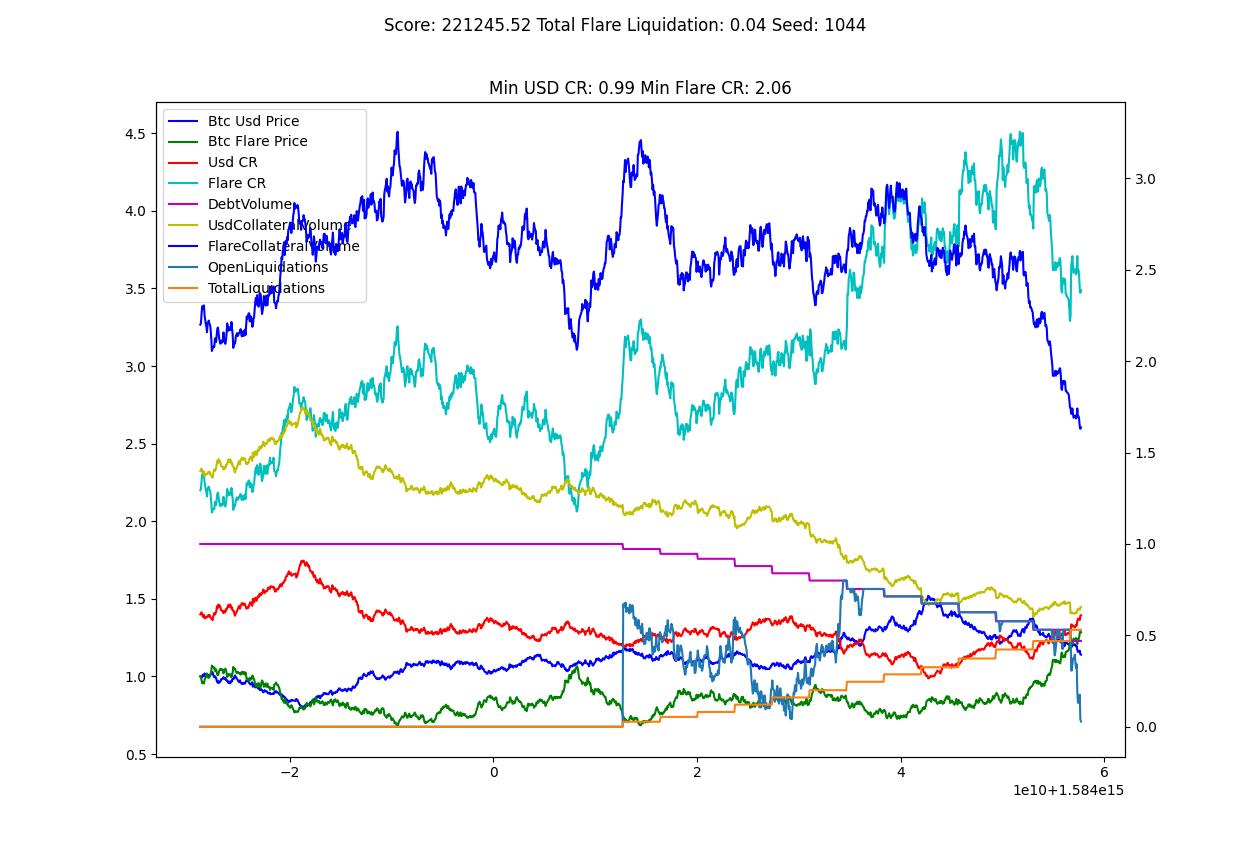 Score: 221245.52 Total Flare Liquidation: 0.04 Seed: 1044
Min USD CR: 0.99 Min Flare CR: 2.06
Btc Usd Price
Btc Flare Price
Usd CR
Flare CR
DebtVolume
UsdCollateralVolume
FlareCollateralVolume
OpenLiquidations
TotalLiquidations
4.5
4.0
3.5
3.0
2.5
2.0
1.5
1.0
0.5
3.0
2.5
2.0
1.5
1.0
0.5
0.0
−2
0
2
4
6
1e10+1.584e15